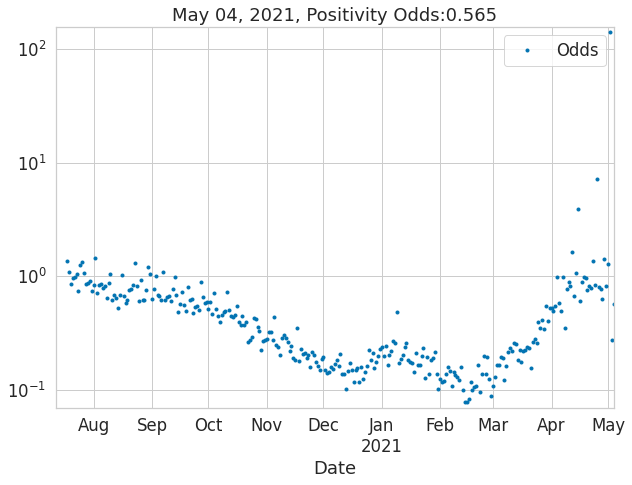 May 04, 2021, Positivity Odds:0.565
Odds
10²
10¹
10⁰
10⁻¹
Aug Sep Oct Nov Dec Jan Feb Mar Apr May
2021
Date